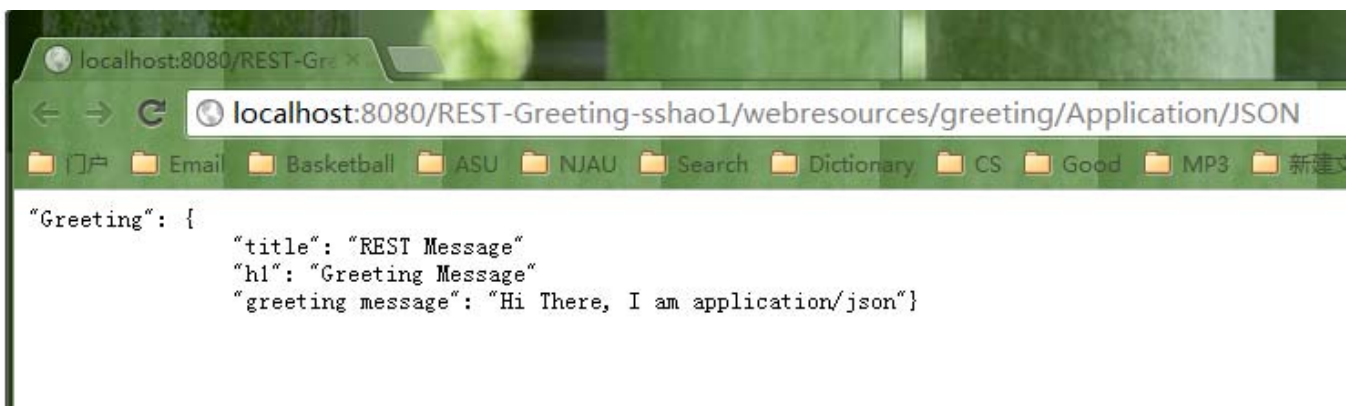 localhost:8080/REST-Gre
localhost:8080/REST-Greeting-sshao1/webresources/greeting/Application/JSON
门户 Email Basketball ASU NJAU Search Dictionary CS Good MP3 新建文
"Greeting": {
"title": "REST Message"
"h1": "Greeting Message"
"greeting message": "Hi There, I am application/json"}